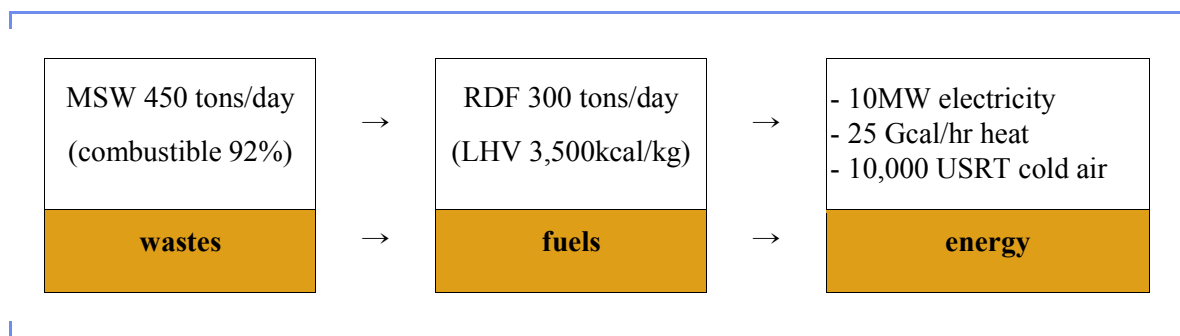 MSW 450 tons/day
(combustible 92%)
→
RDF 300 tons/day
(LHV 3,500kcal/kg)
→
- 10MW electricity
- 25 Gcal/hr heat
- 10,000 USRT cold air
wastes
→
fuels
→
energy